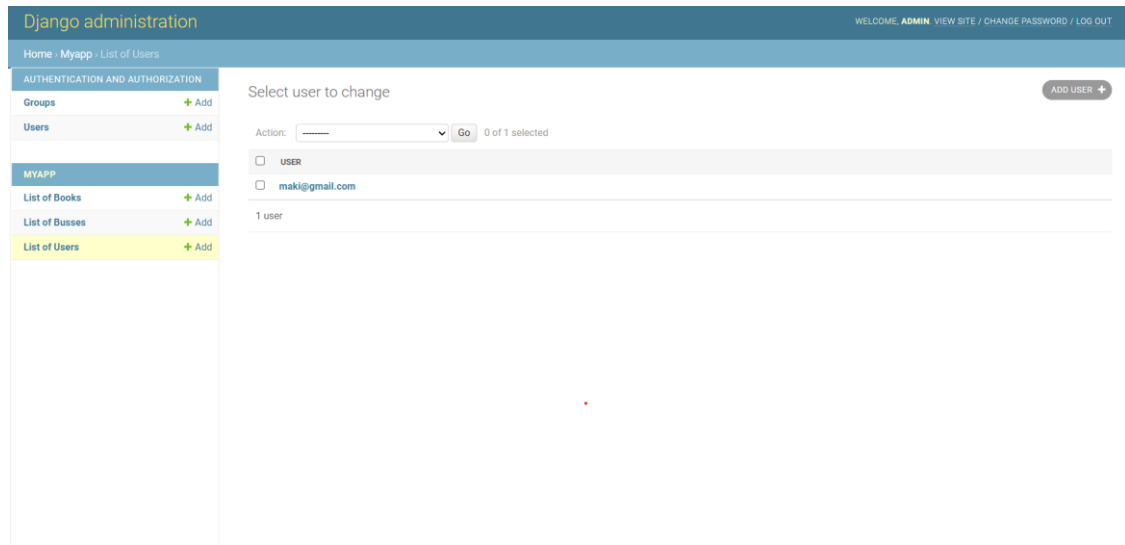 Django administration
WELCOME, ADMIN. VIEW SITE / CHANGE PASSWORD / LOG OUT
Home › Myapp › List of Users
AUTHENTICATION AND AUTHORIZATION
Groups + Add
Users + Add
MYAPP
List of Books + Add
List of Busses + Add
List of Users + Add
Select user to change
ADD USER +
Action: --------- Go 0 of 1 selected
USER
maki@gmail.com
1 user